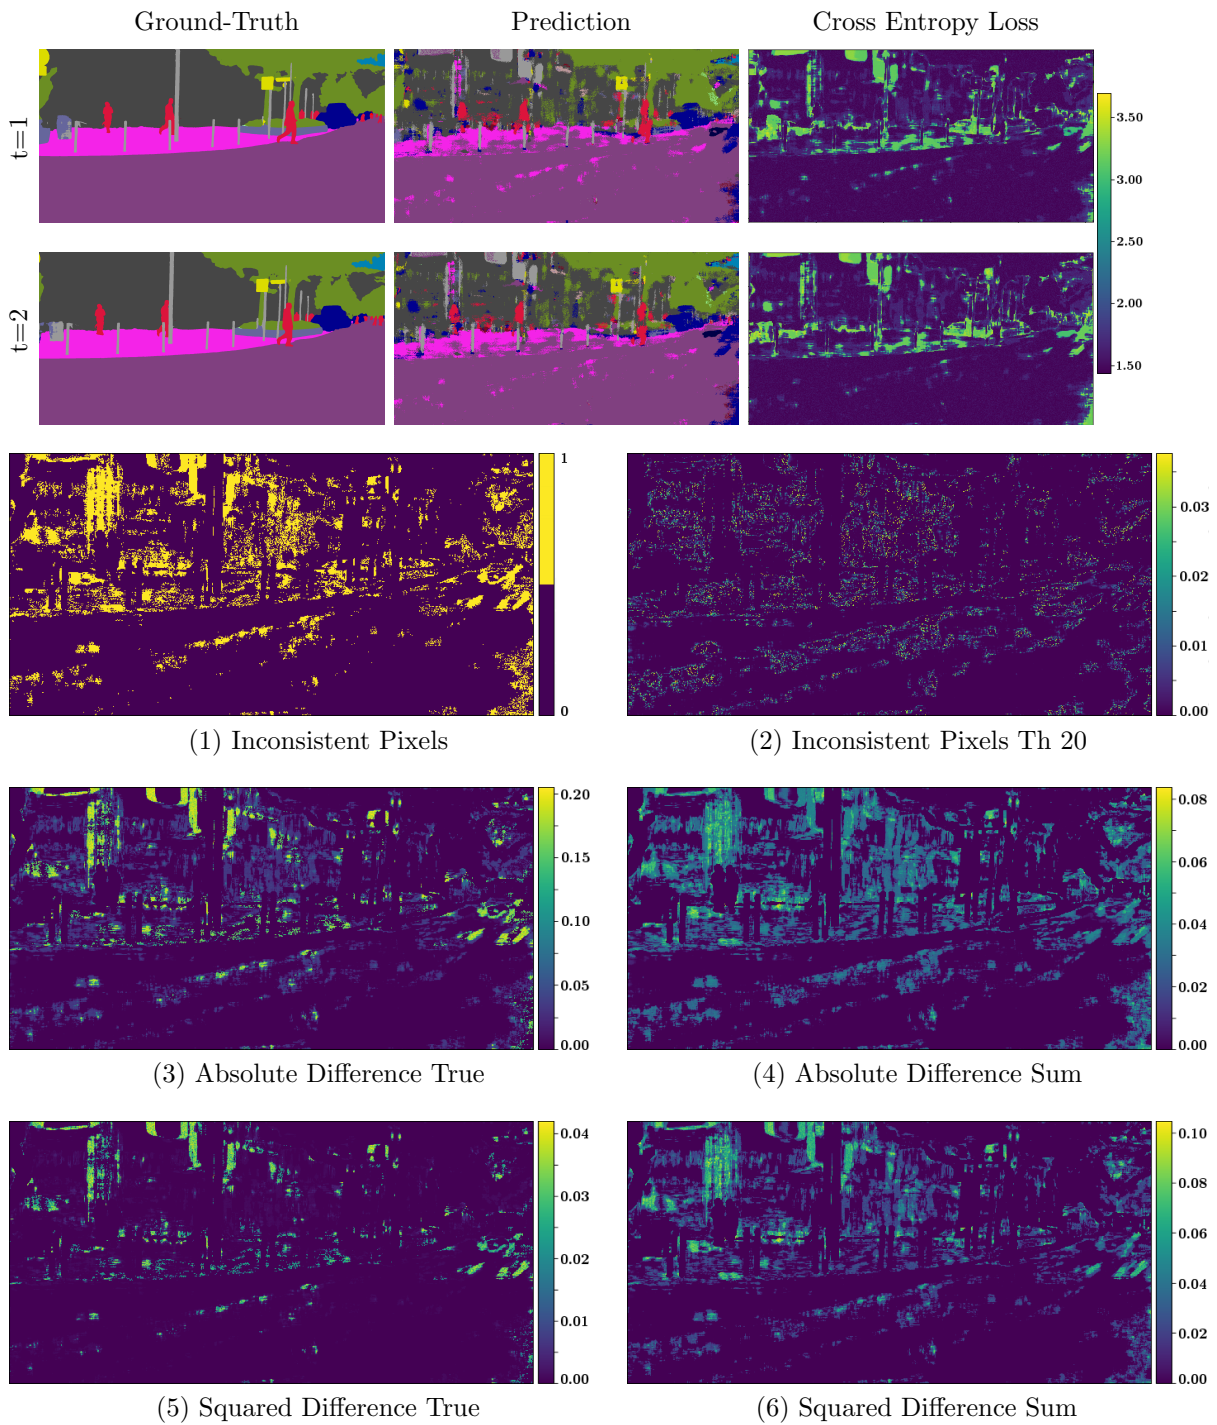 Ground-Truth
Prediction
Cross Entropy Loss
t=1
t=2
3.50
3.00
2.50
2.00
1.50
1
0
0.03
0.02
0.01
0.00
(1) Inconsistent Pixels
(2) Inconsistent Pixels Th 20
0.20
0.15
0.10
0.05
0.00
0.08
0.06
0.04
0.02
0.00
(3) Absolute Difference True
(4) Absolute Difference Sum
0.04
0.03
0.02
0.01
0.00
0.10
0.08
0.06
0.04
0.02
0.00
(5) Squared Difference True
(6) Squared Difference Sum